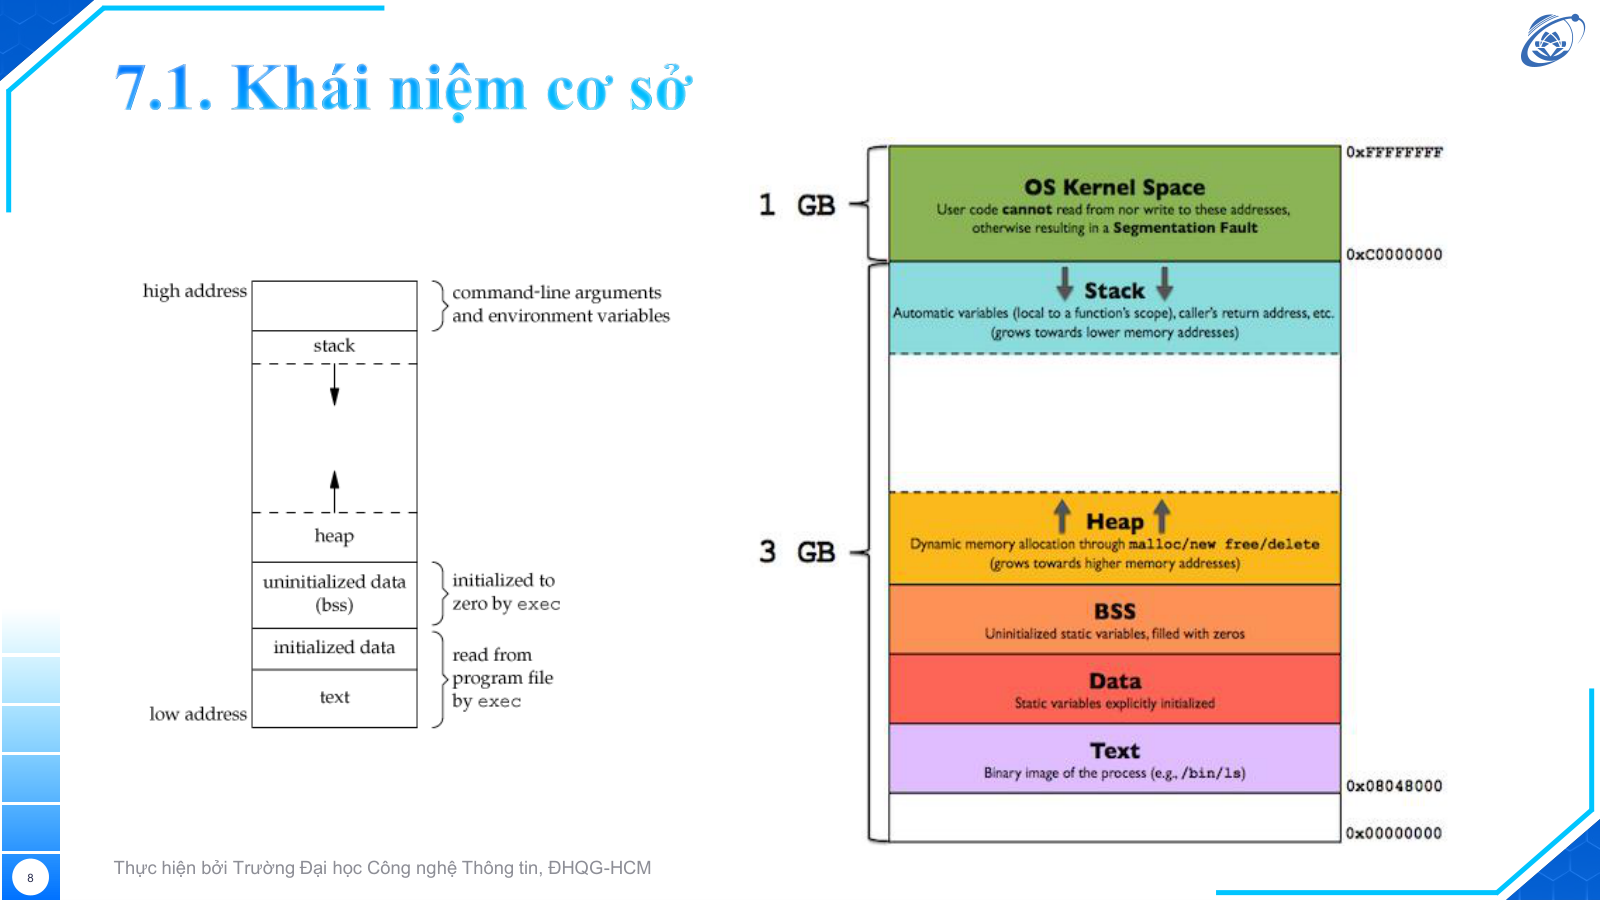 7.1. Khái niệm cơ sở
high address
command-line arguments
and environment variables
stack
heap
uninitialized data
(bss)
initialized to
zero by exec
initialized data
read from
program file
by exec
text
low address
1 GB
3 GB
OS Kernel Space
User code cannot read from nor write to these addresses,
otherwise resulting in a Segmentation Fault
0xFFFFFFFF
0xC0000000
Stack
Automatic variables (local to a function's scope), caller's return address, etc.
(grows towards lower memory addresses)
Heap
Dynamic memory allocation through malloc/new free/delete
(grows towards higher memory addresses)
BSS
Uninitialized static variables, filled with zeros
Data
Static variables explicitly initialized
Text
Binary image of the process (e.g., /bin/ls)
0x08048000
0x00000000
Thực hiện bởi Trường Đại học Công nghệ Thông tin, ĐHQG-HCM
8